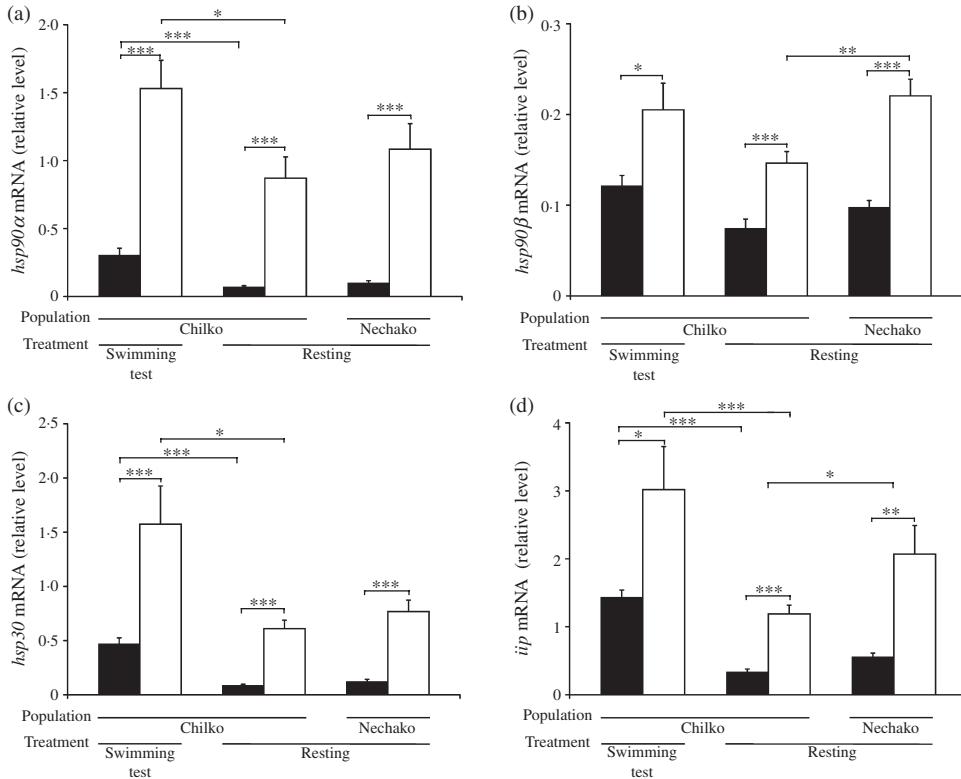 (a)
2·0
1·5
1·0
0·5
0
hsp90α mRNA (relative level)
*
***
***
***
***
Population
Chilko
Nechako
Treatment
Swimming test
Resting
(b)
0·3
0·2
0·1
0
hsp90β mRNA (relative level)
**
*
***
***
Population
Chilko
Nechako
Treatment
Swimming test
Resting
(c)
2·5
2·0
1·5
1·0
0·5
0
hsp30 mRNA (relative level)
*
***
***
***
***
Population
Chilko
Nechako
Treatment
Swimming test
Resting
(d)
4
3
2
1
0
iip mRNA (relative level)
***
***
*
*
**
***
Population
Chilko
Nechako
Treatment
Swimming test
Resting